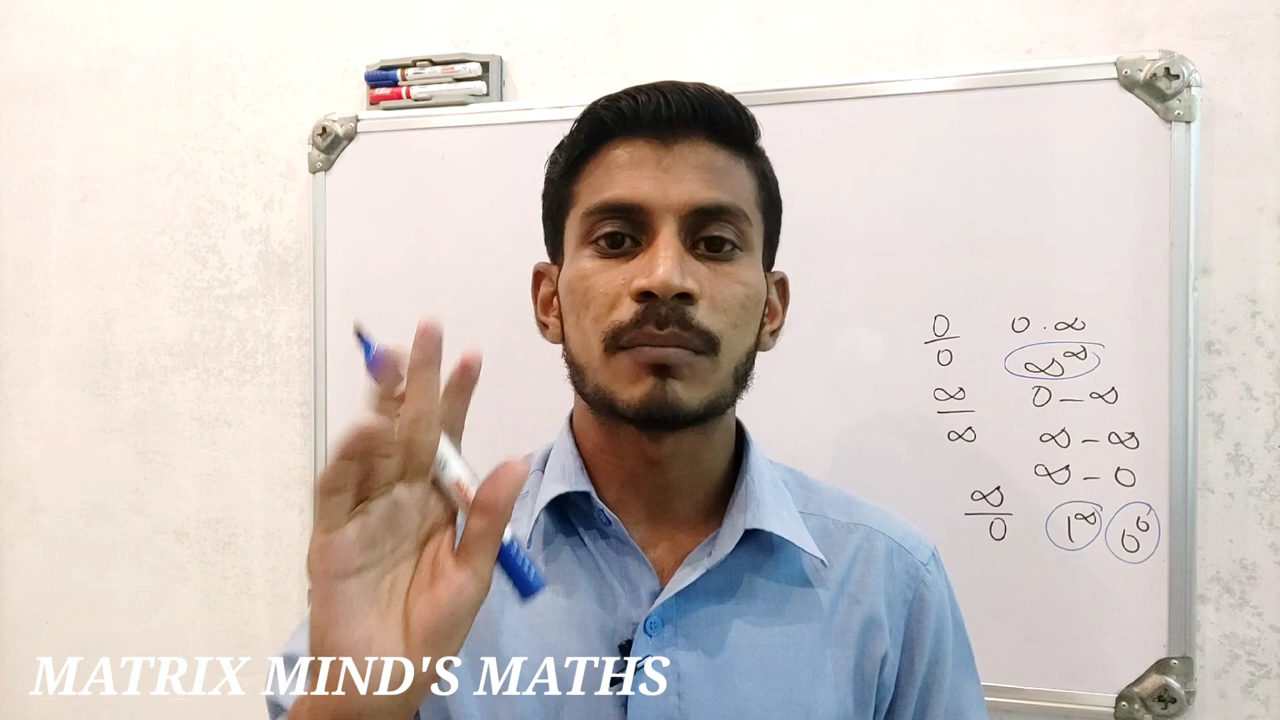 0/0 0 . ∞
∞^∞
∞/∞ 0 - ∞
∞ - ∞
∞ - 0
∞/0 1^∞ 0^0
MATRIX MIND'S MATHS